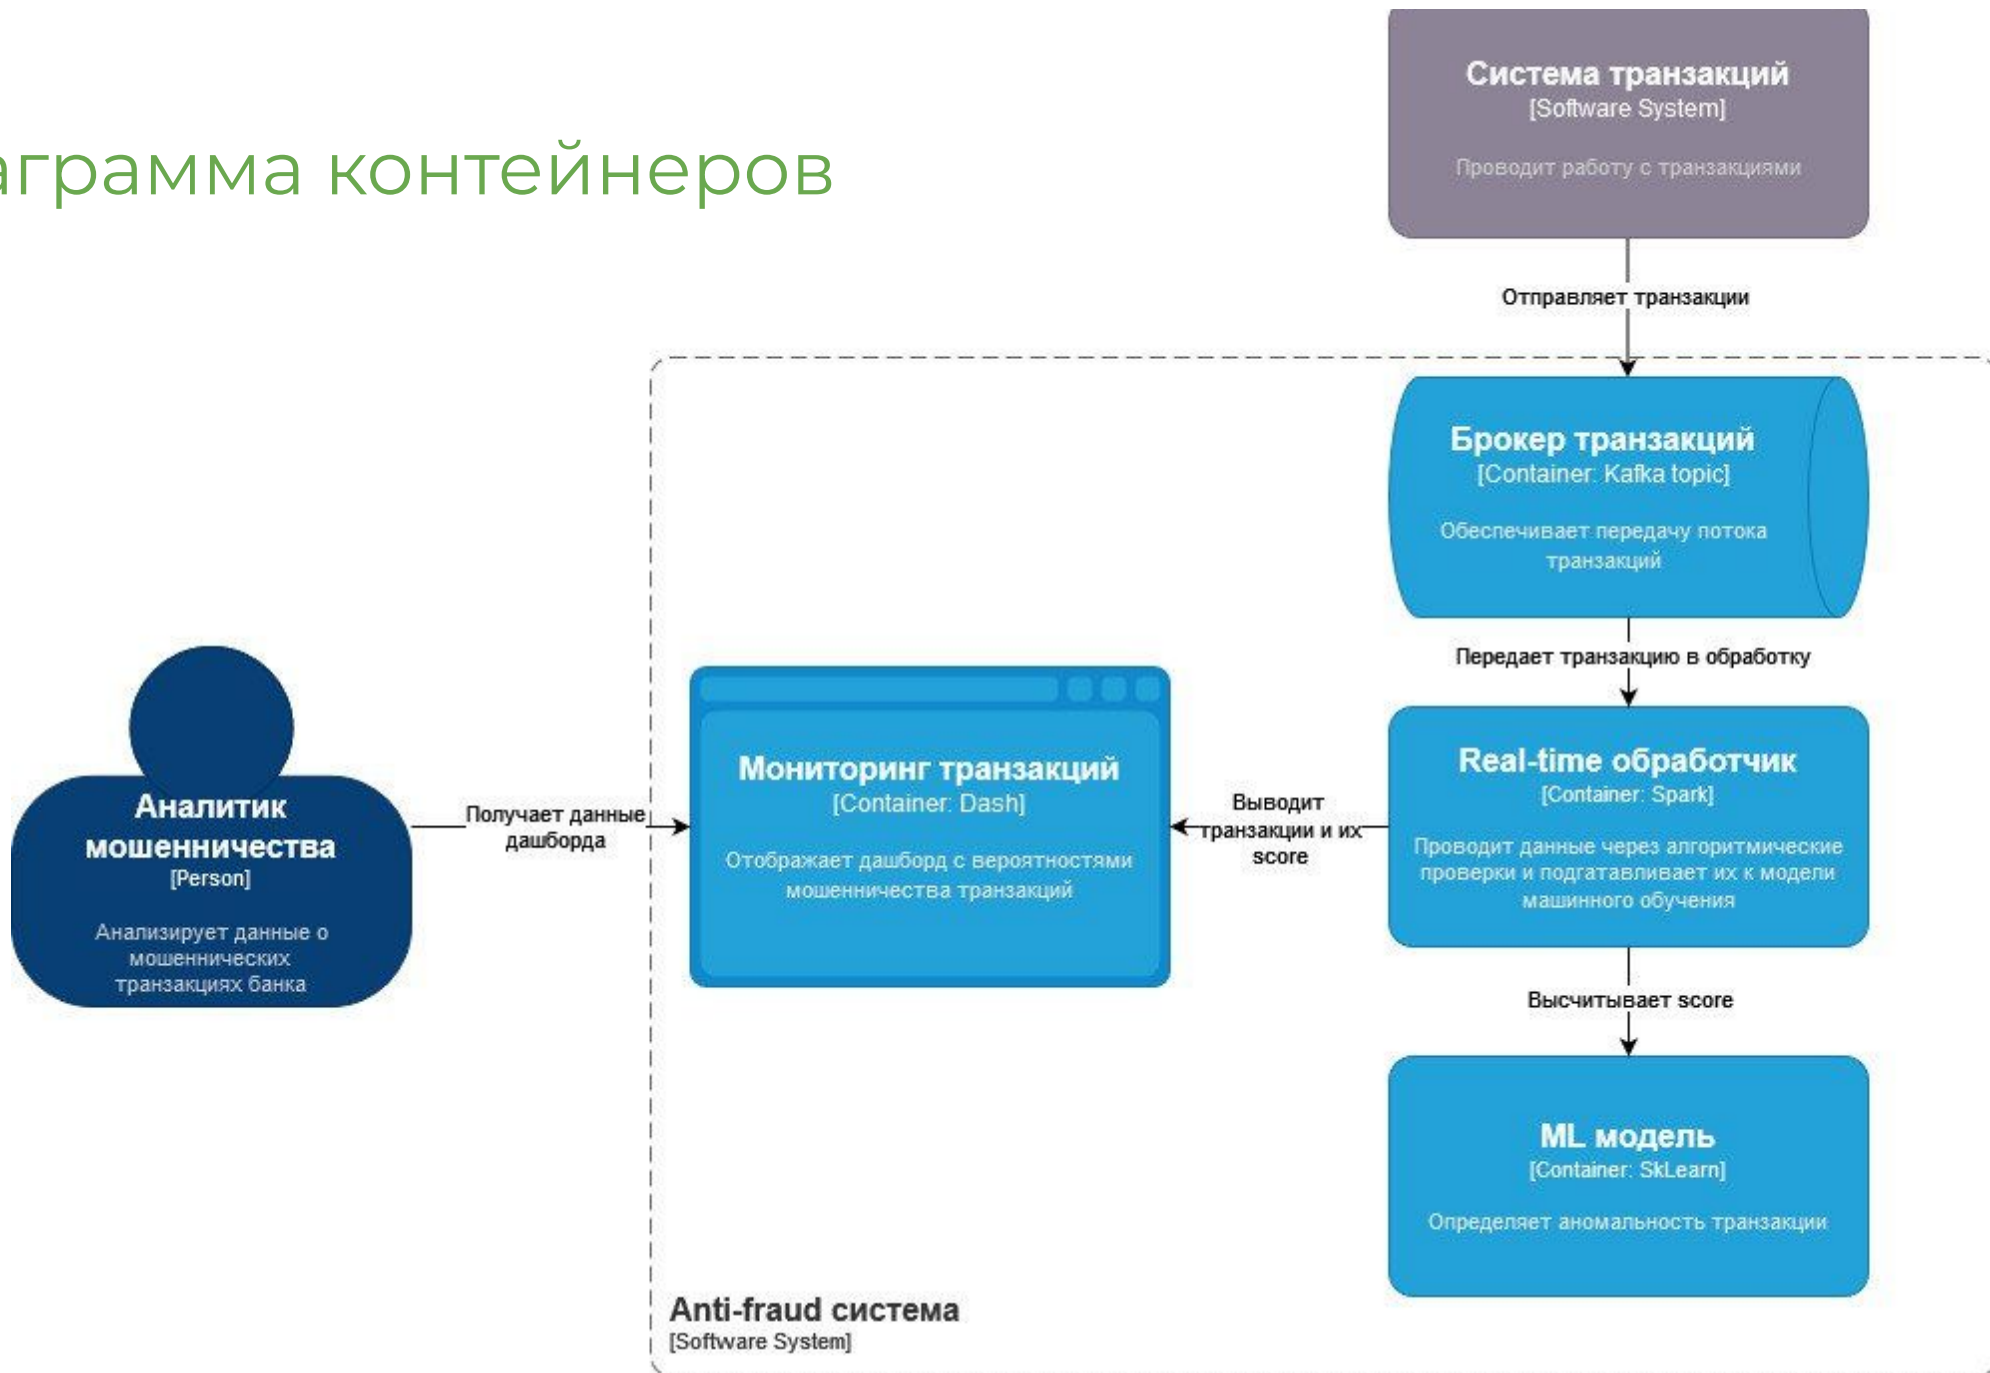 аграмма контейнеров
Система транзакций
[Software System]
Проводит работу с транзакциями
Отправляет транзакции
Брокер транзакций
[Container: Kafka topic]
Обеспечивает передачу потока
транзакций
Передает транзакцию в обработку
Real-time обработчик
[Container: Spark]
Проводит данные через алгоритмические
проверки и подгатавливает их к модели
машинного обучения
Выводит
транзакции и их
score
Мониторинг транзакций
[Container: Dash]
Отображает дашборд с вероятностями
мошенничества транзакций
Получает данные
дашборда
Аналитик
мошенничества
[Person]
Анализирует данные о
мошеннических
транзакциях банка
Высчитывает score
ML модель
[Container: SkLearn]
Определяет аномальность транзакции
Anti-fraud система
[Software System]